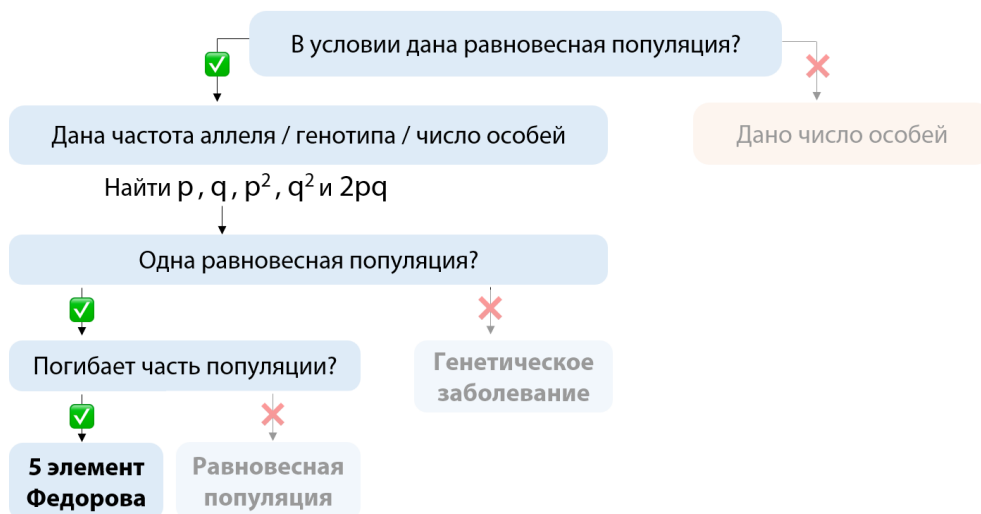 В условии дана равновесная популяция?
Дана частота аллеля / генотипа / число особей
Дано число особей
Найти p , q , p² , q² и 2pq
Одна равновесная популяция?
Погибает часть популяции?
Генетическое
заболевание
5 элемент
Федорова
Равновесная
популяция